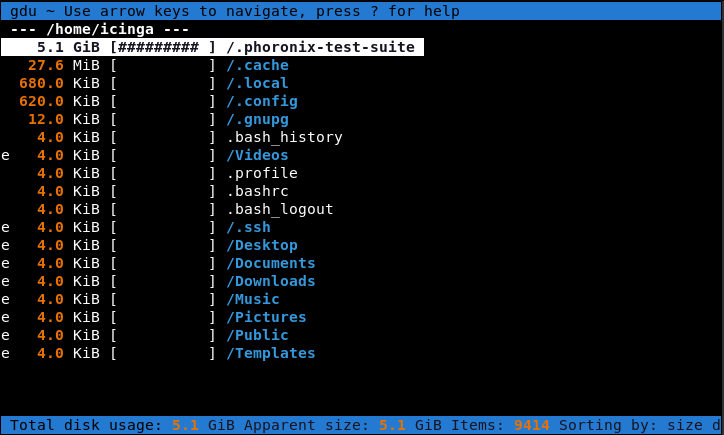 gdu ~ Use arrow keys to navigate, press ? for help
--- /home/icinga ---
5.1 GiB [######### ] /.phoronix-test-suite
27.6 MiB [          ] /.cache
680.0 KiB [          ] /.local
620.0 KiB [          ] /.config
12.0 KiB [          ] /.gnupg
4.0 KiB [          ] .bash_history
e 4.0 KiB [          ] /Videos
4.0 KiB [          ] .profile
4.0 KiB [          ] .bashrc
4.0 KiB [          ] .bash_logout
e 4.0 KiB [          ] /.ssh
e 4.0 KiB [          ] /Desktop
e 4.0 KiB [          ] /Documents
e 4.0 KiB [          ] /Downloads
e 4.0 KiB [          ] /Music
e 4.0 KiB [          ] /Pictures
e 4.0 KiB [          ] /Public
e 4.0 KiB [          ] /Templates
Total disk usage: 5.1 GiB Apparent size: 5.1 GiB Items: 9414 Sorting by: size d